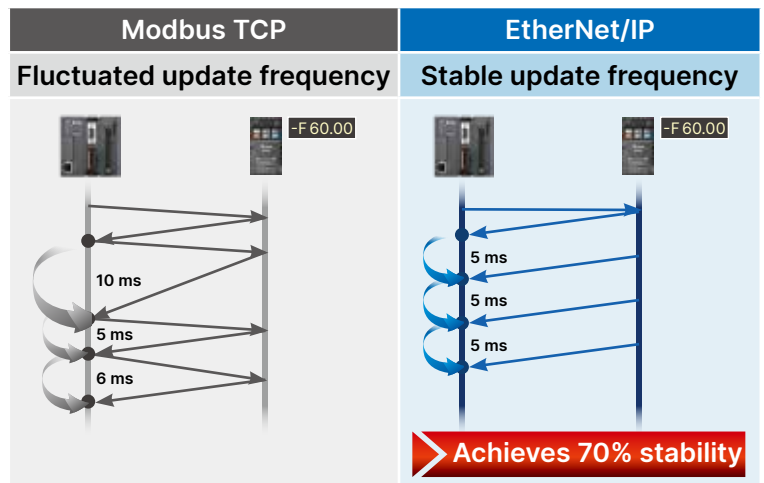 Modbus TCP
Fluctuated update frequency
-F 60.00
10 ms
5 ms
6 ms
EtherNet/IP
Stable update frequency
-F 60.00
5 ms
5 ms
5 ms
Achieves 70% stability